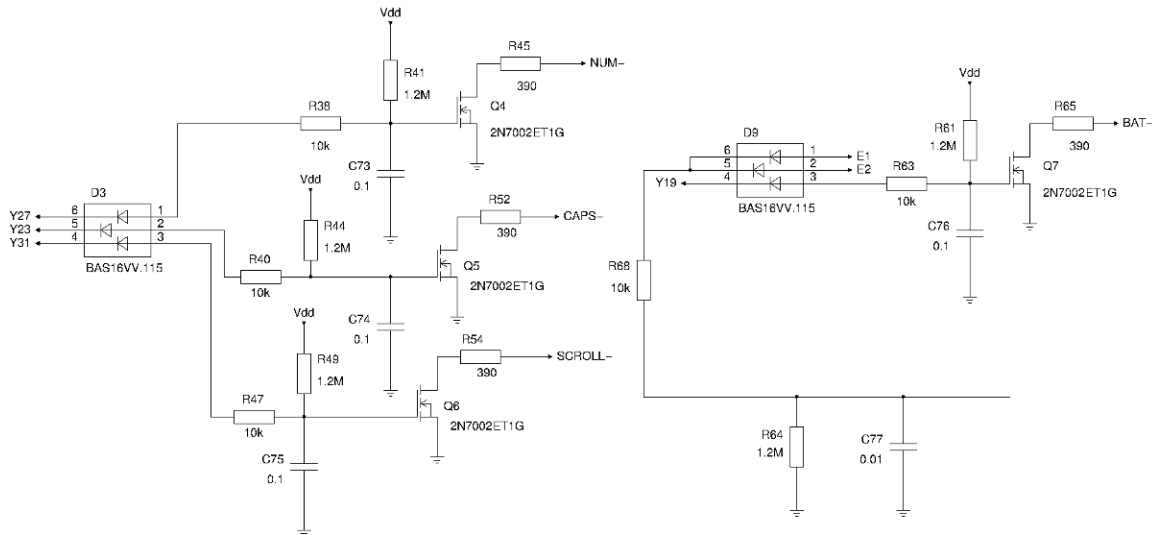 Vdd
R41
1.2M
R45
390
NUM-
Q4
2N7002ET1G
R38
10k
C73
0.1
Vdd
R44
1.2M
R52
390
CAPS-
D3
Y27
6
1
Y23
5
2
Y31
4
3
BAS16VV.115
R40
10k
Q5
2N7002ET1G
C74
0.1
Vdd
R49
1.2M
R54
390
SCROLL-
R47
10k
Q6
2N7002ET1G
C75
0.1
Vdd
R61
1.2M
R65
390
BAT-
D9
6
1
E1
5
2
E2
Y19
4
3
BAS16VV.115
R63
10k
Q7
2N7002ET1G
C76
0.1
R68
10k
R64
1.2M
C77
0.01